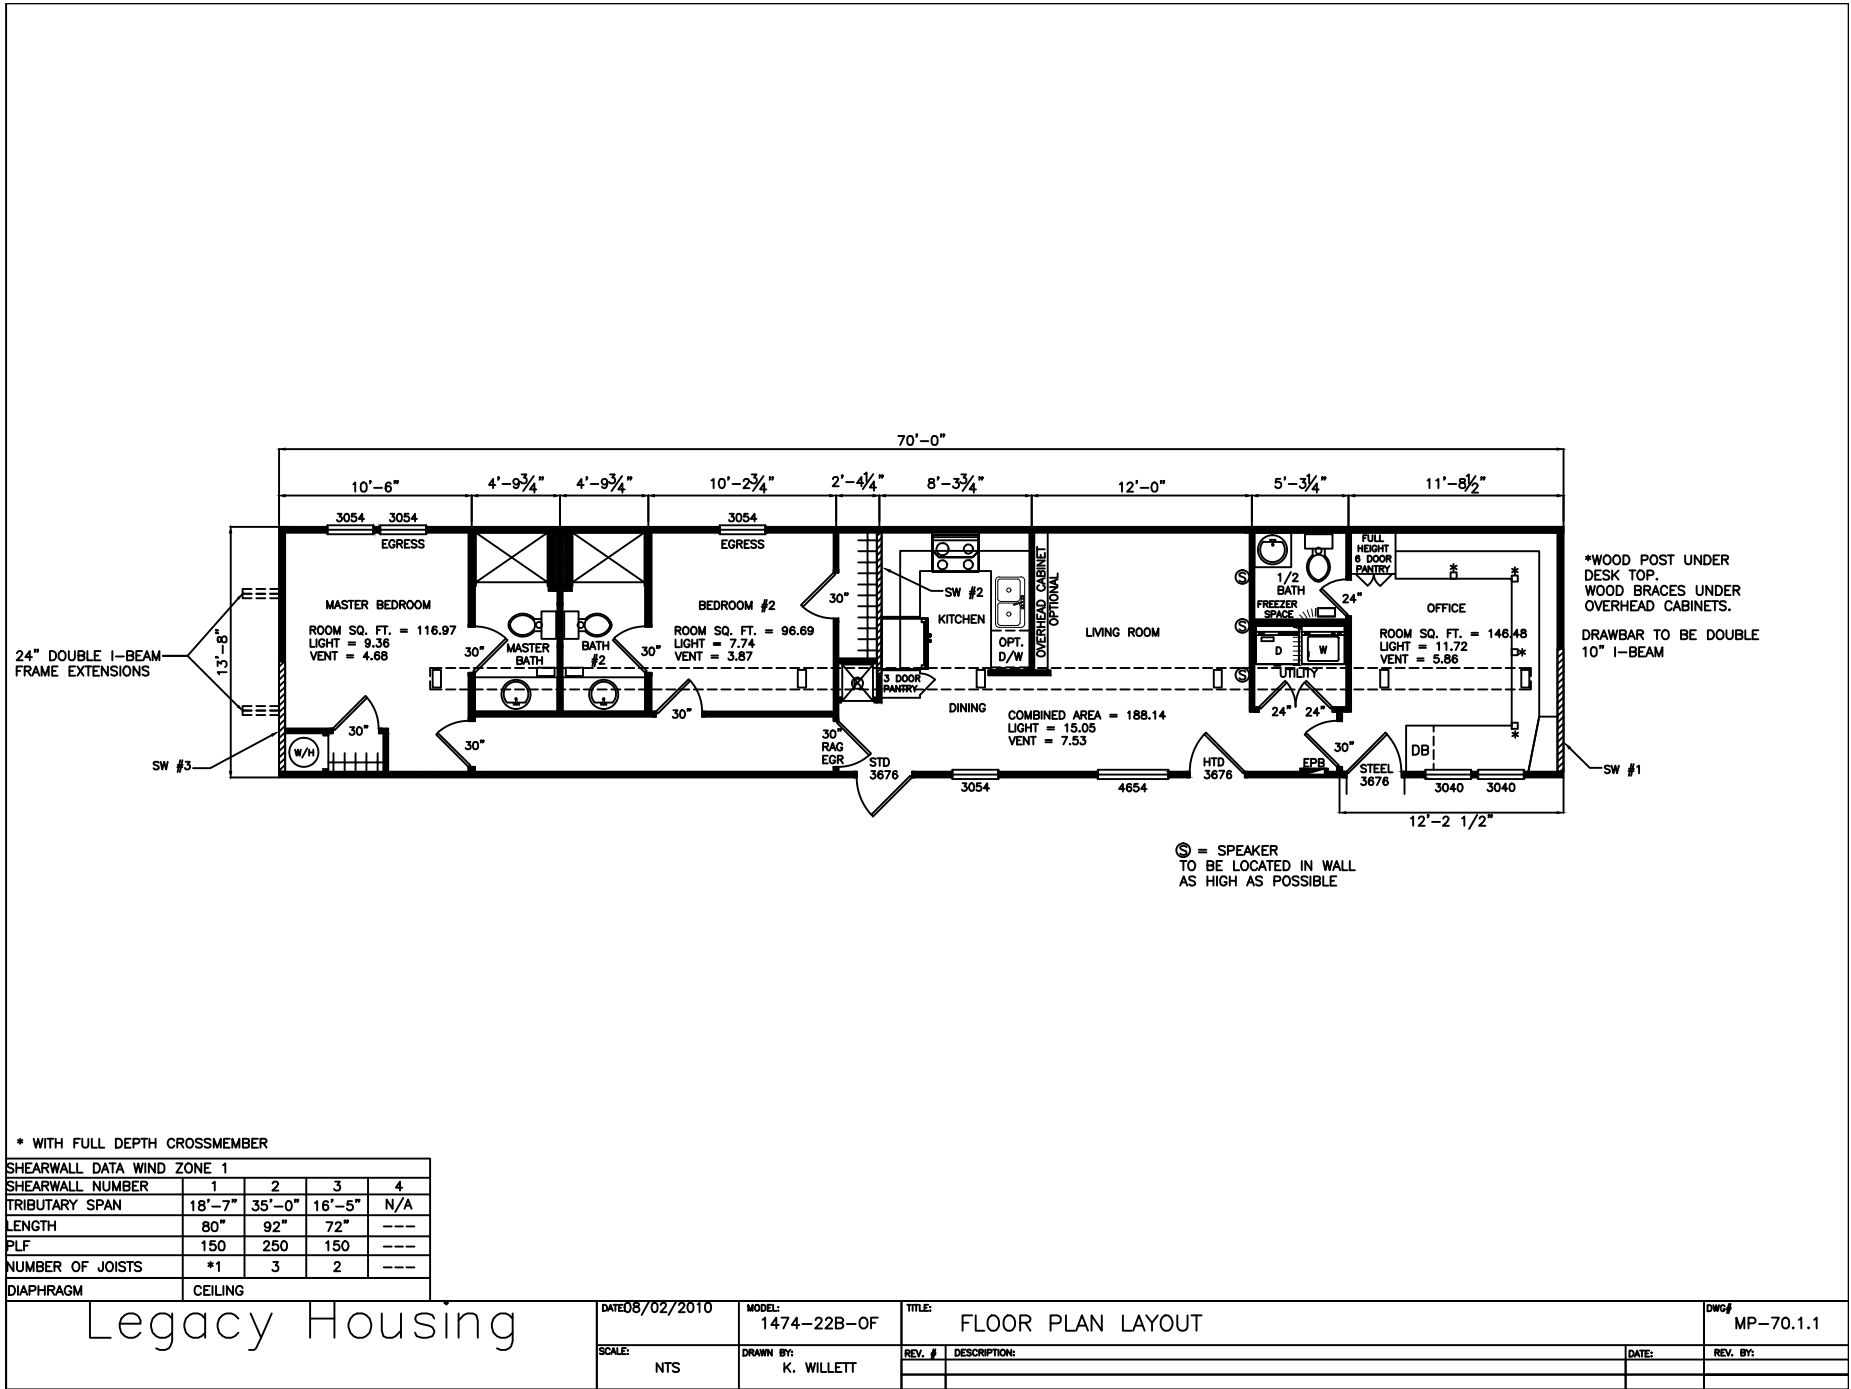 70'-0"
10'-6"
4'-9¾"
4'-9¾"
10'-2¾"
2'-4¼"
8'-3¾"
12'-0"
5'-3¼"
11'-8½"
3054
3054
EGRESS
3054
EGRESS
13'-8"
24" DOUBLE I-BEAM
FRAME EXTENSIONS
SW #3
MASTER BEDROOM
ROOM SQ. FT. = 116.97
LIGHT = 9.36
VENT = 4.68
W/H
30"
30"
30"
MASTER
BATH
BATH
#2
30"
BEDROOM #2
ROOM SQ. FT. = 96.69
LIGHT = 7.74
VENT = 3.87
30"
30"
30"
RAG
EGR
SW #2
KITCHEN
OPT.
D/W
3 DOOR
PANTRY
OVERHEAD CABINET
OPTIONAL
DINING
LIVING ROOM
COMBINED AREA = 188.14
LIGHT = 15.05
VENT = 7.53
STD
3676
3054
4654
HTD
3676
S
S
S
1/2
BATH
FREEZER
SPACE
24"
D
W
UTILITY
24"
24"
30"
EPB
STEEL
3676
FULL
HEIGHT
6 DOOR
PANTRY
*
*
*
*
OFFICE
ROOM SQ. FT. = 146.48
LIGHT = 11.72
VENT = 5.86
DB
3040
3040
12'-2 1/2"
SW #1
*WOOD POST UNDER
DESK TOP.
WOOD BRACES UNDER
OVERHEAD CABINETS.
DRAWBAR TO BE DOUBLE
10" I-BEAM
S = SPEAKER
TO BE LOCATED IN WALL
AS HIGH AS POSSIBLE
* WITH FULL DEPTH CROSSMEMBER
SHEARWALL DATA WIND ZONE 1
SHEARWALL NUMBER 1 2 3 4
TRIBUTARY SPAN 18'-7" 35'-0" 16'-5" N/A
LENGTH 80" 92" 72" ---
PLF 150 250 150 ---
NUMBER OF JOISTS *1 3 2 ---
DIAPHRAGM CEILING
Legacy Housing
DATE: 08/02/2010
SCALE:
NTS
MODEL:
1474-22B-OF
DRAWN BY:
K. WILLETT
TITLE:
FLOOR PLAN LAYOUT
DWG#
MP-70.1.1
REV. # DESCRIPTION: DATE: REV. BY: